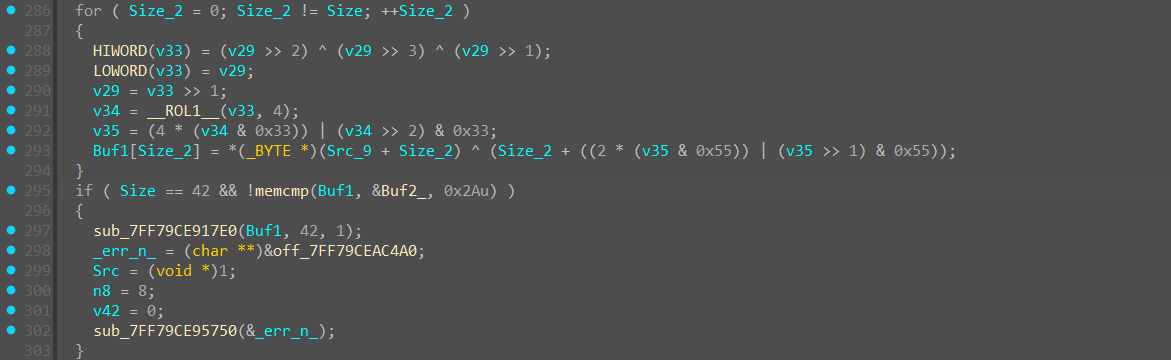 286 for ( Size_2 = 0; Size_2 != Size; ++Size_2 )
287 {
288 HIWORD(v33) = (v29 >> 2) ^ (v29 >> 3) ^ (v29 >> 1);
289 LOWORD(v33) = v29;
290 v29 = v33 >> 1;
291 v34 = __ROL1__(v33, 4);
292 v35 = (4 * (v34 & 0x33)) | (v34 >> 2) & 0x33;
293 Buf1[Size_2] = *(_BYTE *)(Src_9 + Size_2) ^ (Size_2 + ((2 * (v35 & 0x55)) | (v35 >> 1) & 0x55));
294 }
295 if ( Size == 42 && !memcmp(Buf1, &Buf2_, 0x2Au) )
296 {
297 sub_7FF79CE917E0(Buf1, 42, 1);
298 _err_n_ = (char **)&off_7FF79CEAC4A0;
299 Src = (void *)1;
300 n8 = 8;
301 v42 = 0;
302 sub_7FF79CE95750(&_err_n_);
303 }